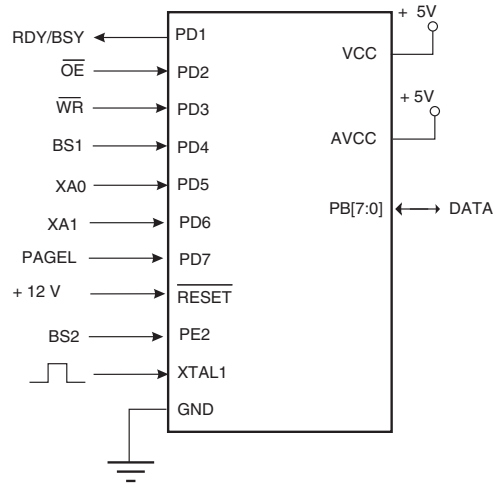 + 5V
RDY/BSY PD1
VCC
OE PD2
WR PD3
+ 5V
BS1 PD4
AVCC
XA0 PD5
PB[7:0] DATA
XA1 PD6
PAGEL PD7
+ 12 V RESET
BS2 PE2
XTAL1
GND